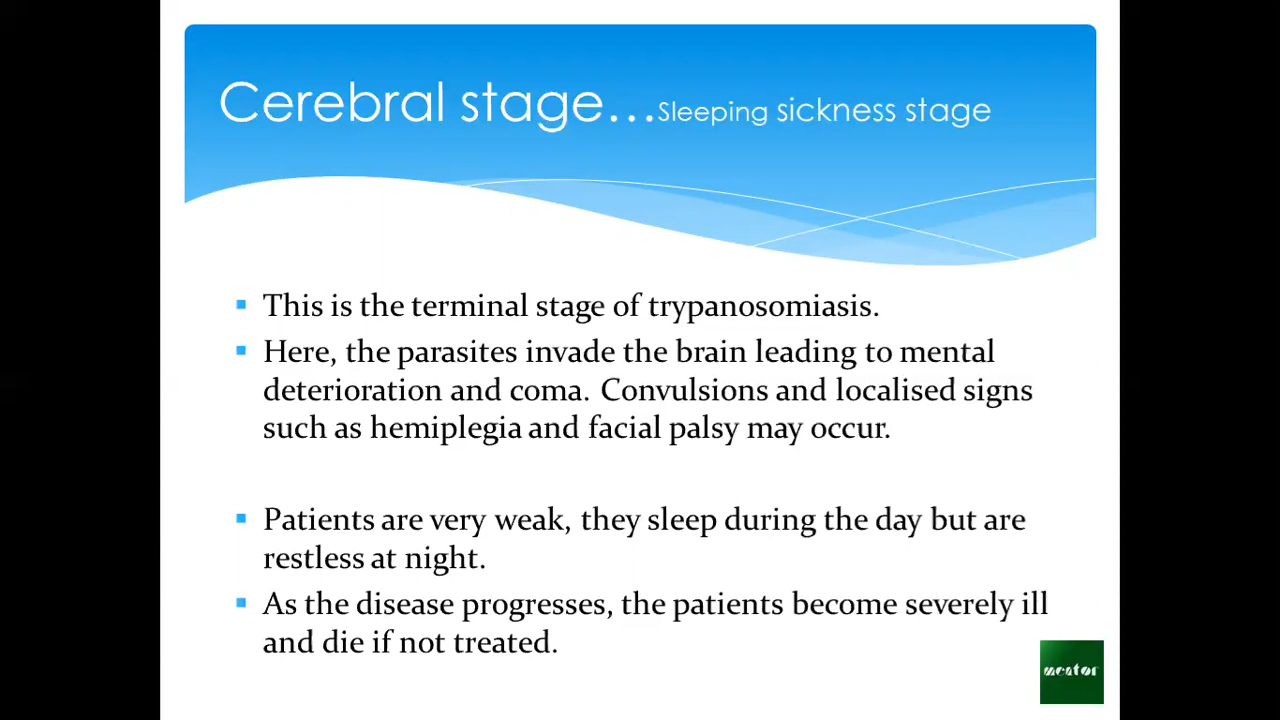 Cerebral stage...Sleeping sickness stage
This is the terminal stage of trypanosomiasis.
Here, the parasites invade the brain leading to mental
deterioration and coma. Convulsions and localised signs
such as hemiplegia and facial palsy may occur.
Patients are very weak, they sleep during the day but are
restless at night.
As the disease progresses, the patients become severely ill
and die if not treated.
mentor